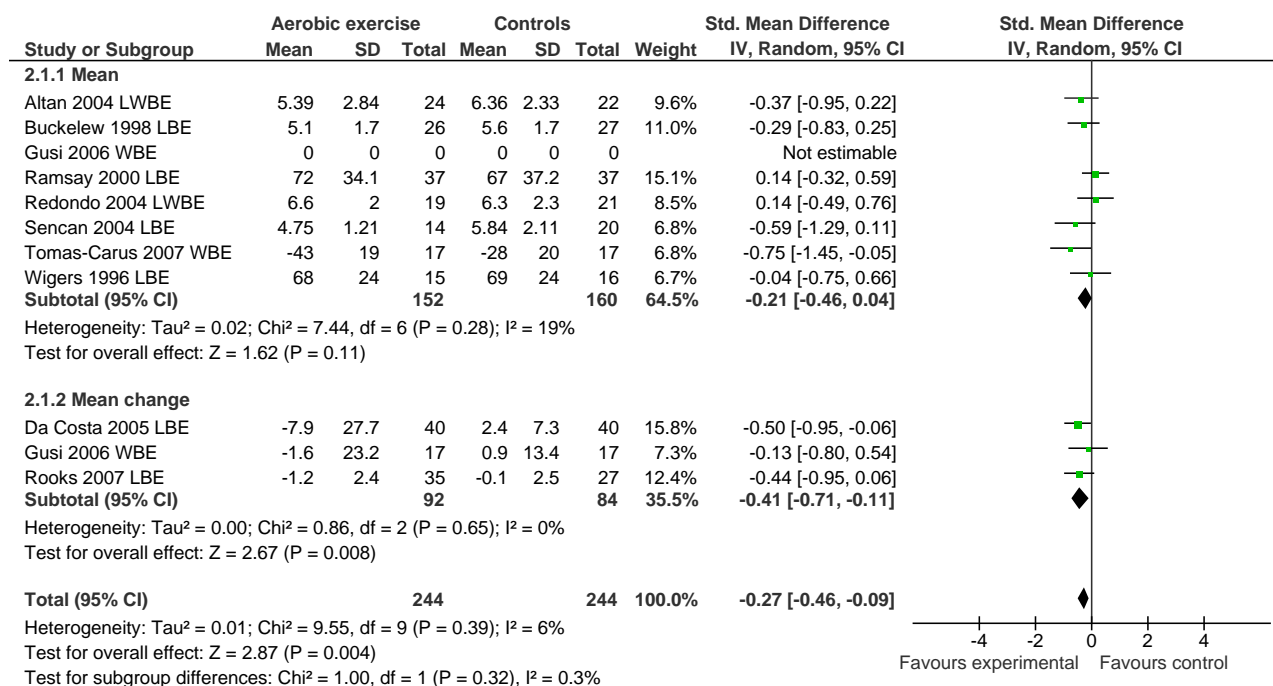 Aerobic exercise Controls Std. Mean Difference Std. Mean Difference
Study or Subgroup Mean SD Total Mean SD Total Weight IV, Random, 95% CI IV, Random, 95% CI
2.1.1 Mean
Altan 2004 LWBE 5.39 2.84 24 6.36 2.33 22 9.6% -0.37 [-0.95, 0.22]
Buckelew 1998 LBE 5.1 1.7 26 5.6 1.7 27 11.0% -0.29 [-0.83, 0.25]
Gusi 2006 WBE 0 0 0 0 0 0 Not estimable
Ramsay 2000 LBE 72 34.1 37 67 37.2 37 15.1% 0.14 [-0.32, 0.59]
Redondo 2004 LWBE 6.6 2 19 6.3 2.3 21 8.5% 0.14 [-0.49, 0.76]
Sencan 2004 LBE 4.75 1.21 14 5.84 2.11 20 6.8% -0.59 [-1.29, 0.11]
Tomas-Carus 2007 WBE -43 19 17 -28 20 17 6.8% -0.75 [-1.45, -0.05]
Wigers 1996 LBE 68 24 15 69 24 16 6.7% -0.04 [-0.75, 0.66]
Subtotal (95% CI) 152 160 64.5% -0.21 [-0.46, 0.04]
Heterogeneity: Tau² = 0.02; Chi² = 7.44, df = 6 (P = 0.28); I² = 19%
Test for overall effect: Z = 1.62 (P = 0.11)
2.1.2 Mean change
Da Costa 2005 LBE -7.9 27.7 40 2.4 7.3 40 15.8% -0.50 [-0.95, -0.06]
Gusi 2006 WBE -1.6 23.2 17 0.9 13.4 17 7.3% -0.13 [-0.80, 0.54]
Rooks 2007 LBE -1.2 2.4 35 -0.1 2.5 27 12.4% -0.44 [-0.95, 0.06]
Subtotal (95% CI) 92 84 35.5% -0.41 [-0.71, -0.11]
Heterogeneity: Tau² = 0.00; Chi² = 0.86, df = 2 (P = 0.65); I² = 0%
Test for overall effect: Z = 2.67 (P = 0.008)
Total (95% CI) 244 244 100.0% -0.27 [-0.46, -0.09]
Heterogeneity: Tau² = 0.01; Chi² = 9.55, df = 9 (P = 0.39); I² = 6%
Test for overall effect: Z = 2.87 (P = 0.004)
Test for subgroup differences: Chi² = 1.00, df = 1 (P = 0.32), I² = 0.3%
-4 -2 0 2 4
Favours experimental Favours control